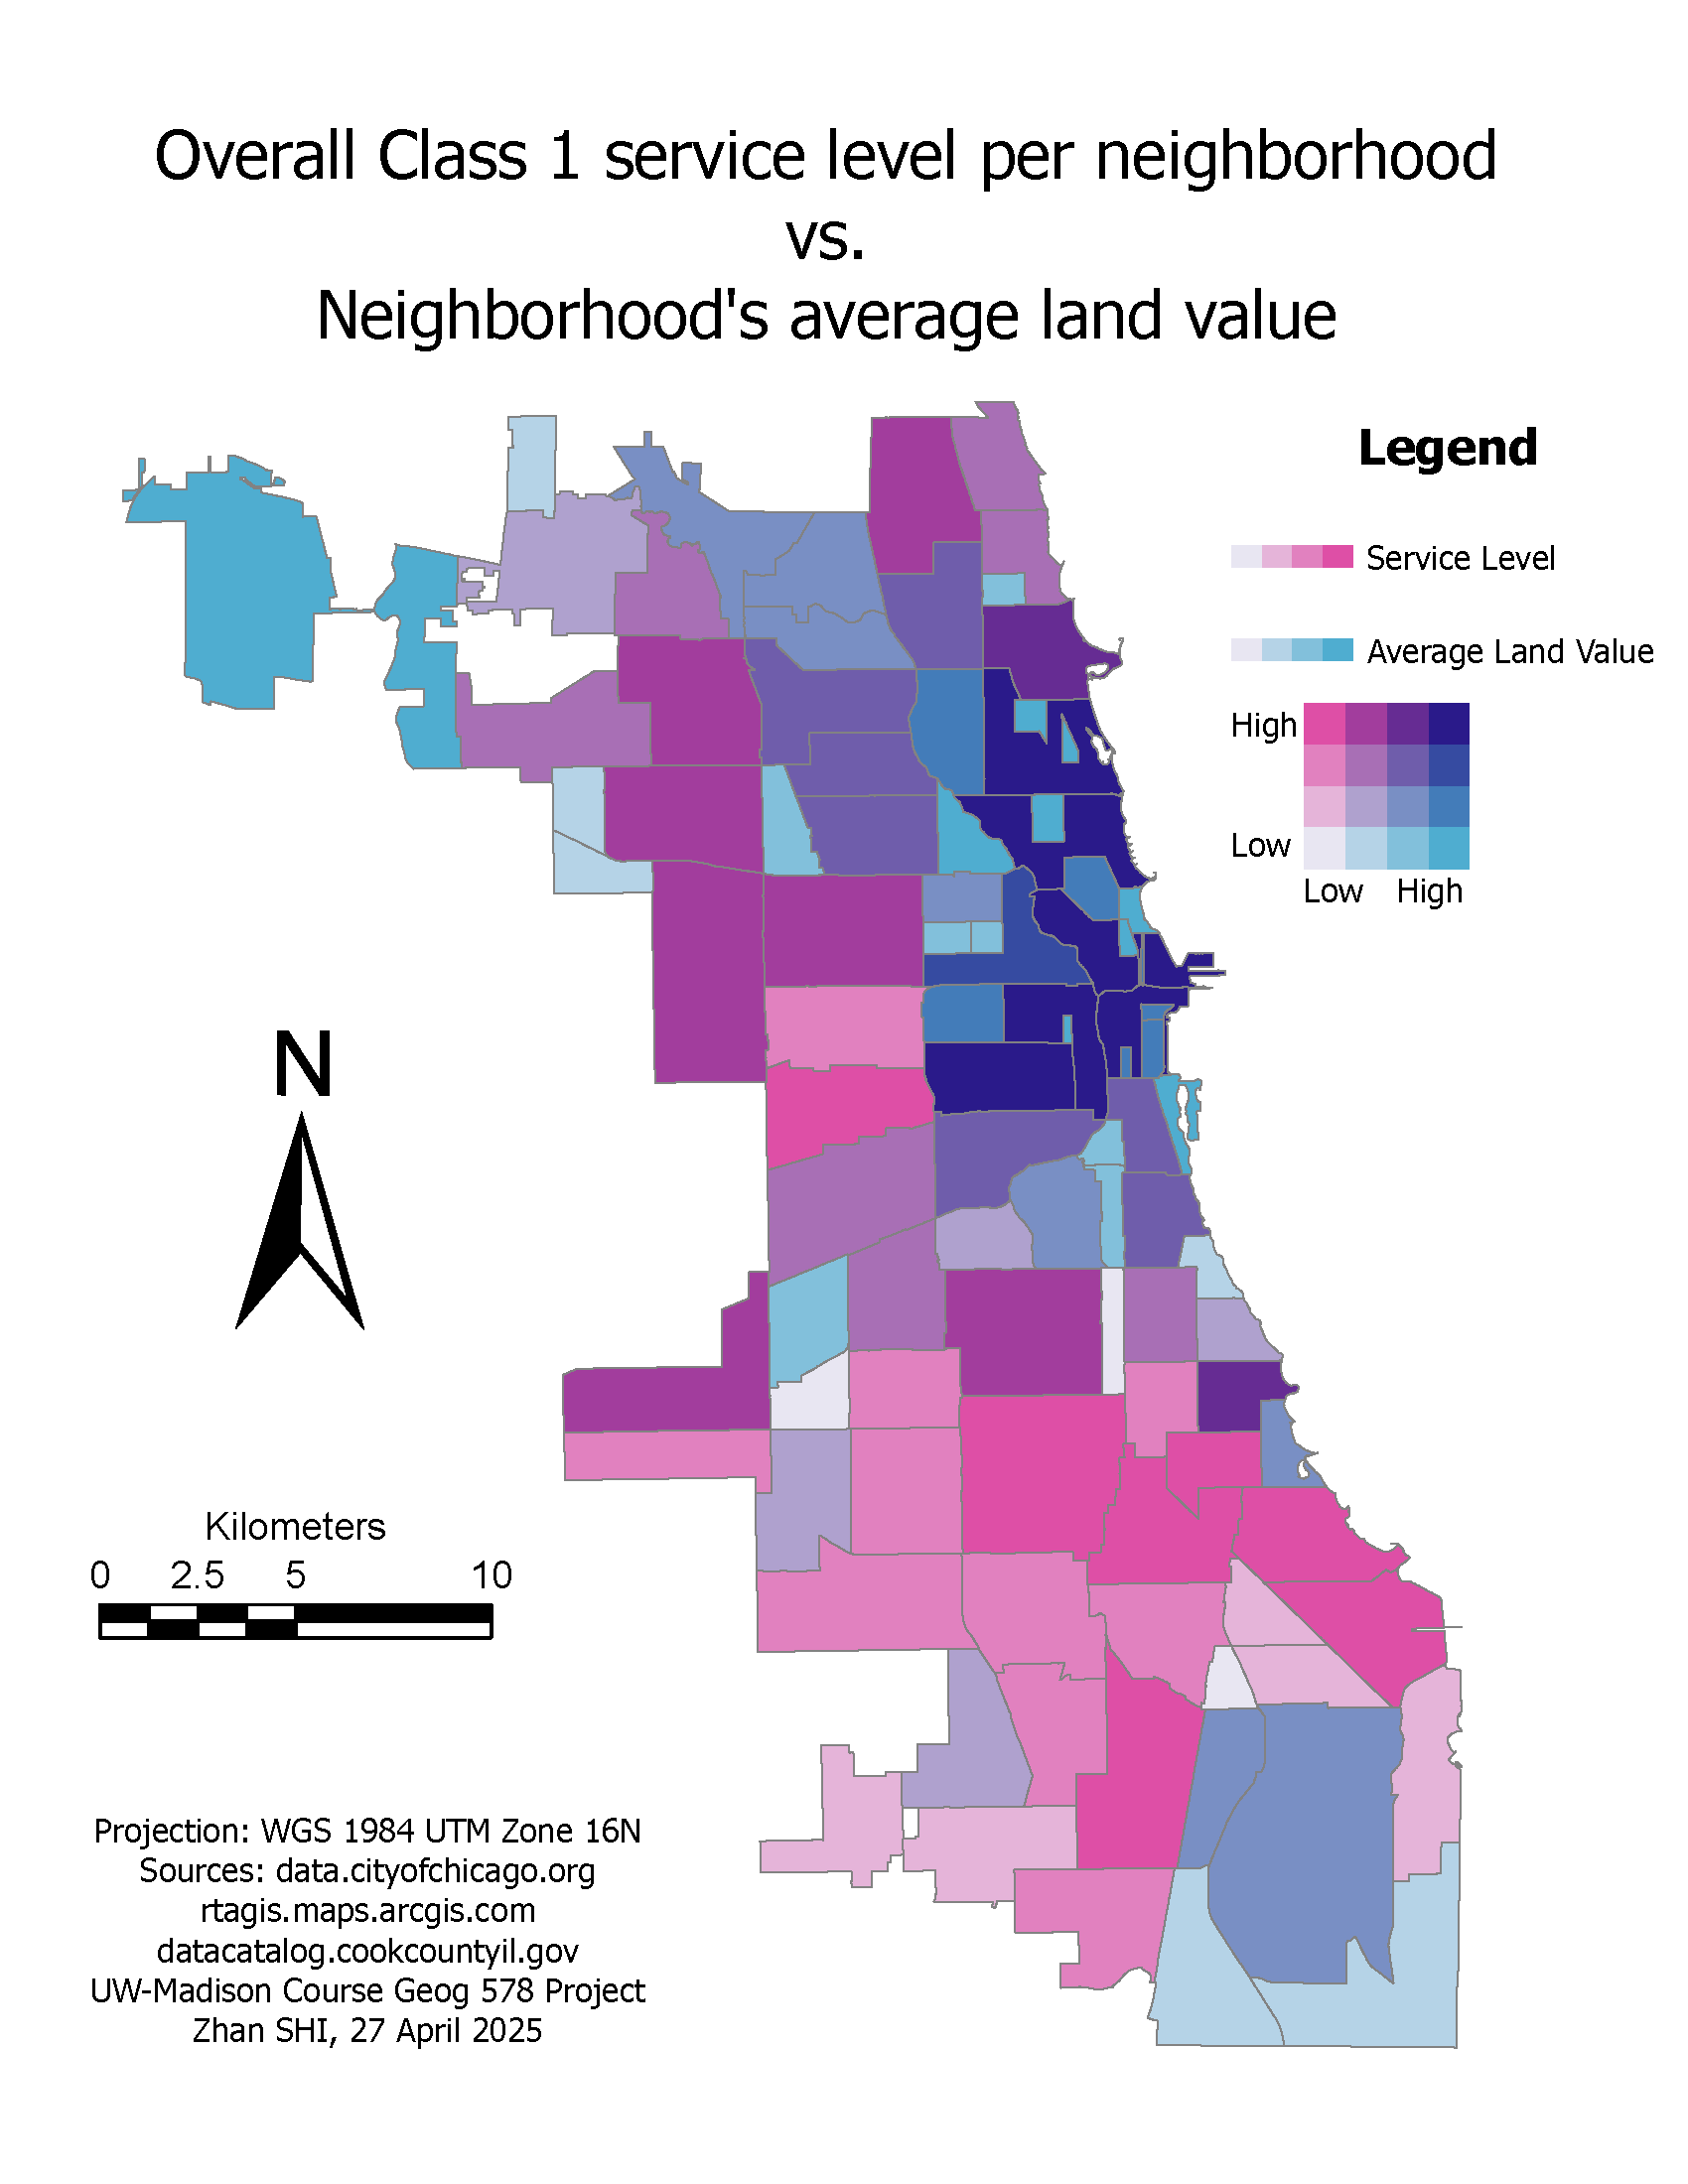 Overall Class 1 service level per neighborhood
vs.
Neighborhood's average land value
Legend
Service Level
Average Land Value
High
Low
Low High
N
Kilometers
0 2.5 5 10
Projection: WGS 1984 UTM Zone 16N
Sources: data.cityofchicago.org
rtagis.maps.arcgis.com
datacatalog.cookcountyil.gov
UW-Madison Course Geog 578 Project
Zhan SHI, 27 April 2025